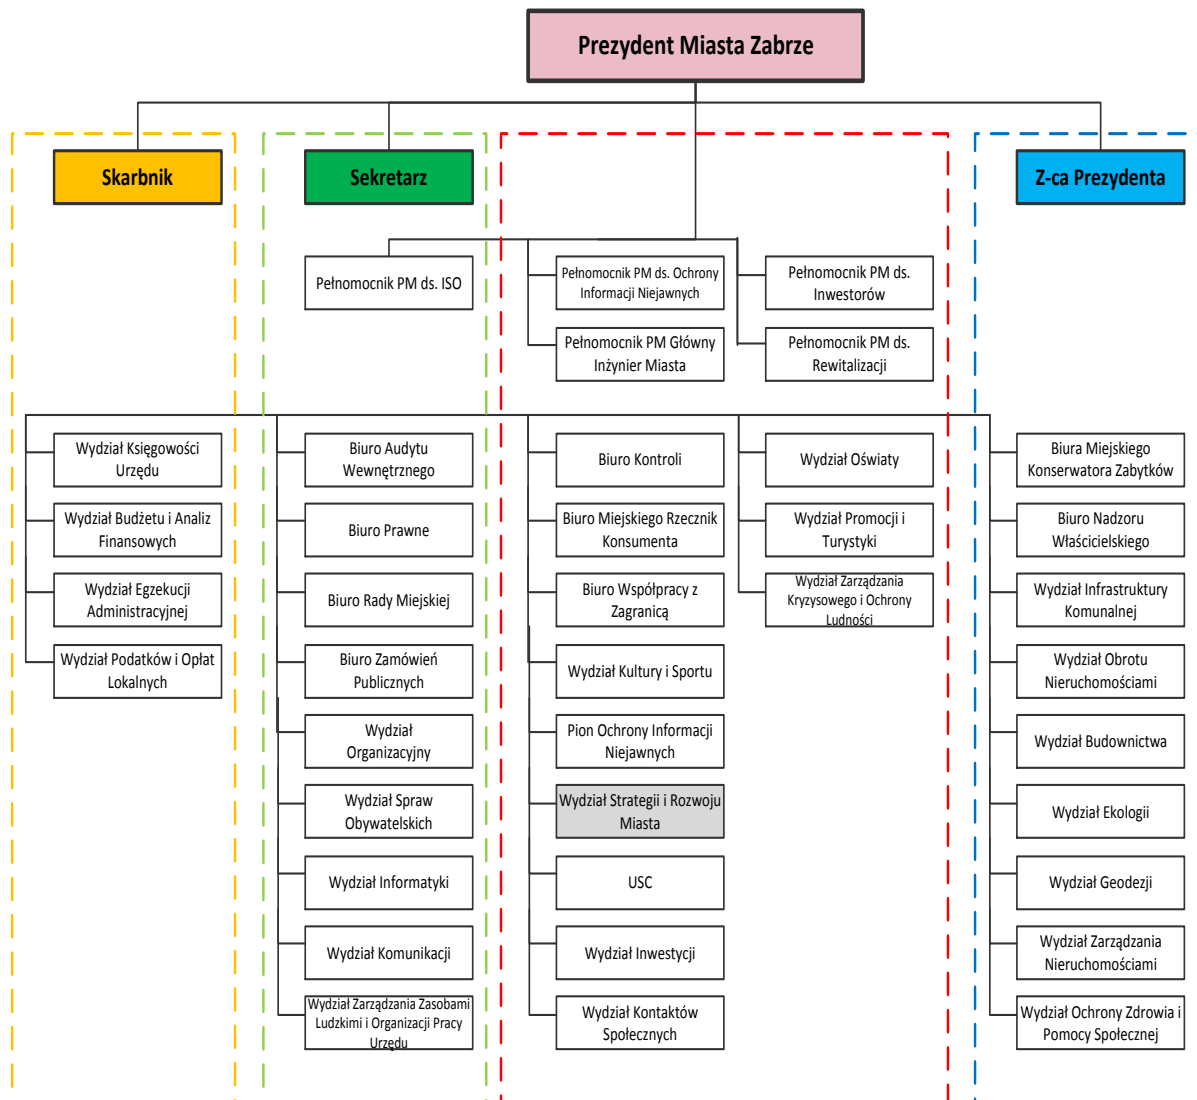 Prezydent Miasta Zabrze
Skarbnik
Sekretarz
Z-ca Prezydenta
Pełnomocnik PM ds. ISO
Pełnomocnik PM ds. Ochrony
Informacji Niejawnych
Pełnomocnik PM ds.
Inwestorów
Pełnomocnik PM Główny
Inżynier Miasta
Pełnomocnik PM ds.
Rewitalizacji
Wydział Księgowości
Urzędu
Wydział Budżetu i Analiz
Finansowych
Wydział Egzekucji
Administracyjnej
Wydział Podatków i Opłat
Lokalnych
Biuro Audytu
Wewnętrznego
Biuro Prawne
Biuro Rady Miejskiej
Biuro Zamówień
Publicznych
Wydział
Organizacyjny
Wydział Spraw
Obywatelskich
Wydział Informatyki
Wydział Komunikacji
Wydział Zarządzania Zasobami
Ludzkimi i Organizacji Pracy
Urzędu
Biuro Kontroli
Biuro Miejskiego Rzecznik
Konsumenta
Biuro Współpracy z
Zagranicą
Wydział Kultury i Sportu
Pion Ochrony Informacji
Niejawnych
Wydział Strategii i Rozwoju
Miasta
USC
Wydział Inwestycji
Wydział Kontaktów
Społecznych
Wydział Oświaty
Wydział Promocji i
Turystyki
Wydział Zarządzania
Kryzysowego i Ochrony
Ludności
Biura Miejskiego
Konserwatora Zabytków
Biuro Nadzoru
Właścicielskiego
Wydział Infrastruktury
Komunalnej
Wydział Obrotu
Nieruchomościami
Wydział Budownictwa
Wydział Ekologii
Wydział Geodezji
Wydział Zarządzania
Nieruchomościami
Wydział Ochrony Zdrowia i
Pomocy Społecznej